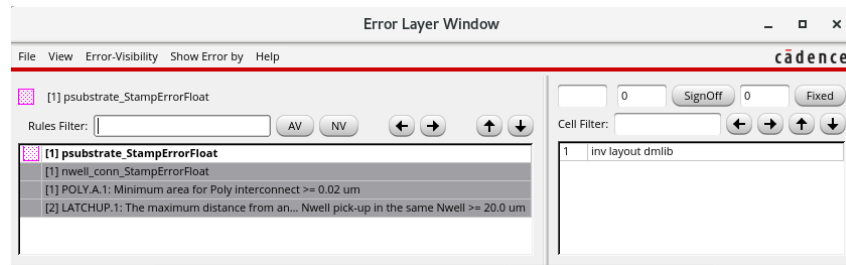 Error Layer Window
File View Error-Visibility Show Error by Help
cādence
[1] psubstrate_StampErrorFloat
0 SignOff 0 Fixed
Rules Filter: AV NV
Cell Filter:
[1] psubstrate_StampErrorFloat
[1] nwell_conn_StampErrorFloat
[1] POLY.A.1: Minimum area for Poly interconnect >= 0.02 um
[2] LATCHUP.1: The maximum distance from an... Nwell pick-up in the same Nwell >= 20.0 um
1 inv layout dmlib